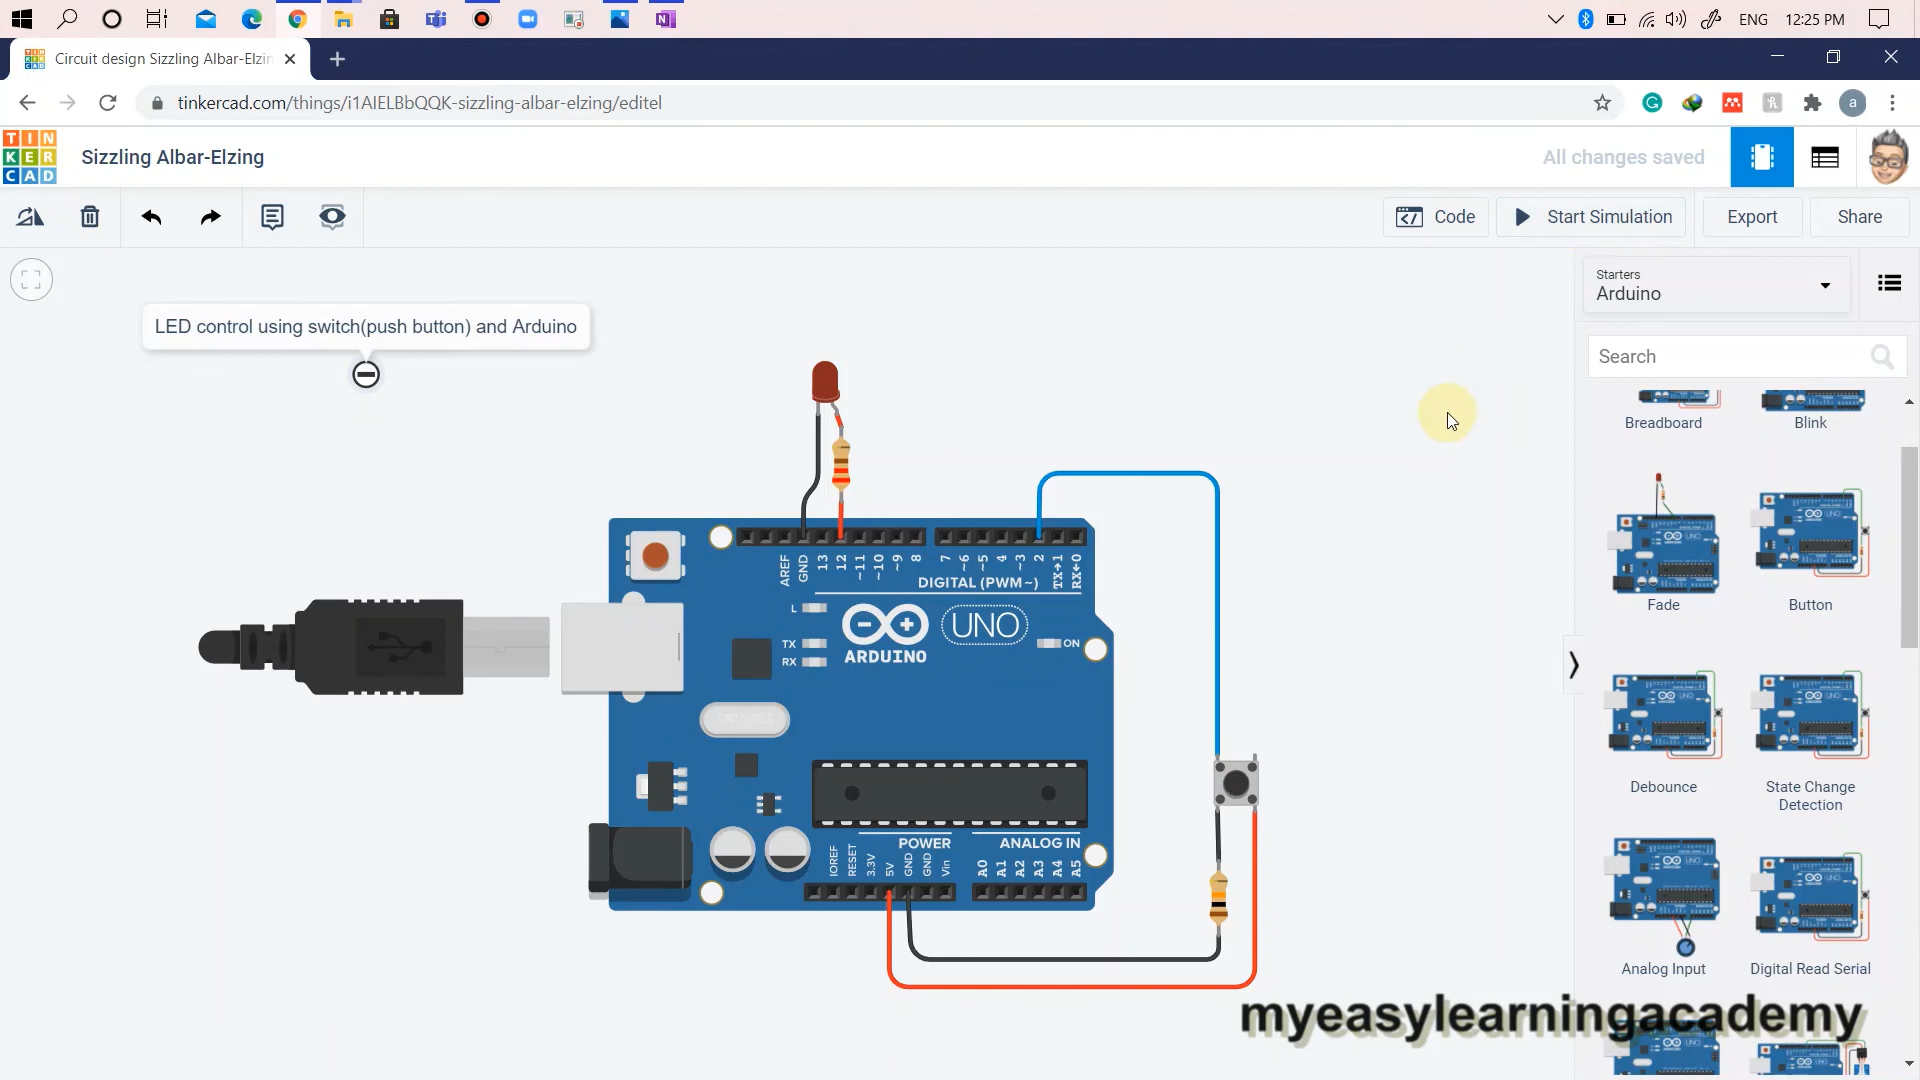 ENG
12:25 PM
Circuit design Sizzling Albar-Elzin
tinkercad.com/things/i1AIELBbQQK-sizzling-albar-elzing/editel
a
TIN
KER
CAD
Sizzling Albar-Elzing
All changes saved
Code
Start Simulation
Export
Share
LED control using switch(push button) and Arduino
Starters
Arduino
Search
Breadboard
Blink
Fade
Button
Debounce
State Change
Detection
Analog Input
Digital Read Serial
AREF
GND
13
12
~11
~10
~9
8
7
~6
~5
4
~3
2
TX→1
RX←0
DIGITAL (PWM~)
L
TX
RX
ARDUINO
UNO
ON
POWER
ANALOG IN
IOREF
RESET
3.3V
5V
GND
GND
Vin
A0
A1
A2
A3
A4
A5
myeasylearningacademy